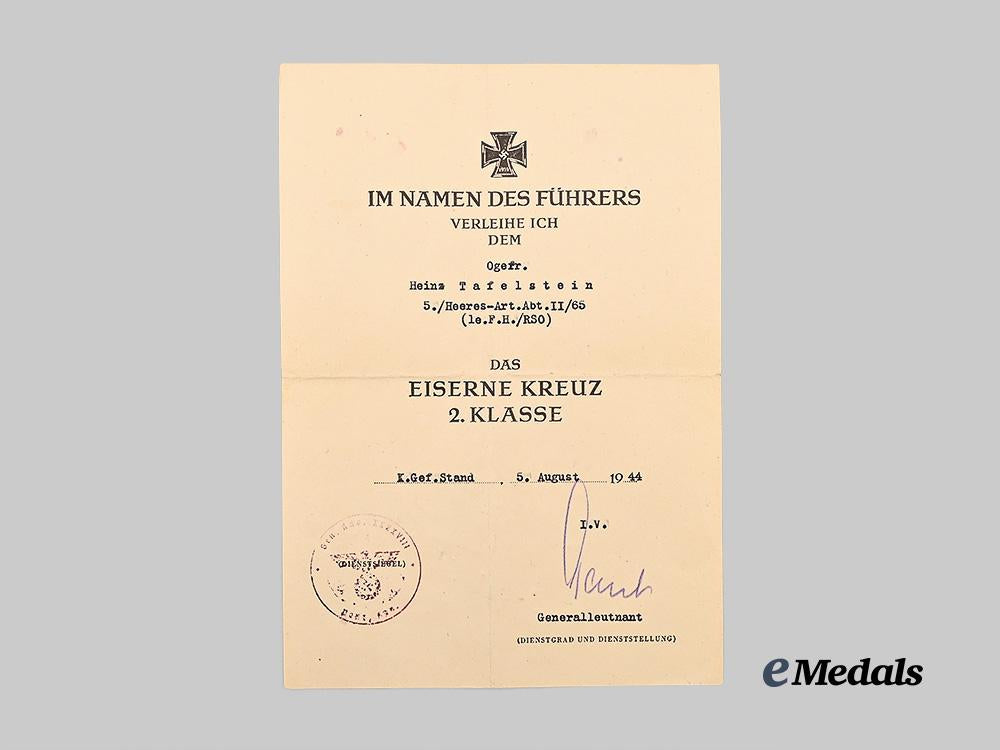 IM NAMEN DES FÜHRERS
VERLEIHE ICH
DEM
Ogefr.
Heinz Tafelstein
5./Heeres-Art.Abt.II/65
(le.F.H./RSO)
DAS
EISERNE KREUZ
2. KLASSE
K.Gef.Stand, 5. August 1944
(DIENSTSIEGEL)
I.V.
Generalleutnant
(DIENSTGRAD UND DIENSTSTELLUNG)
eMedals